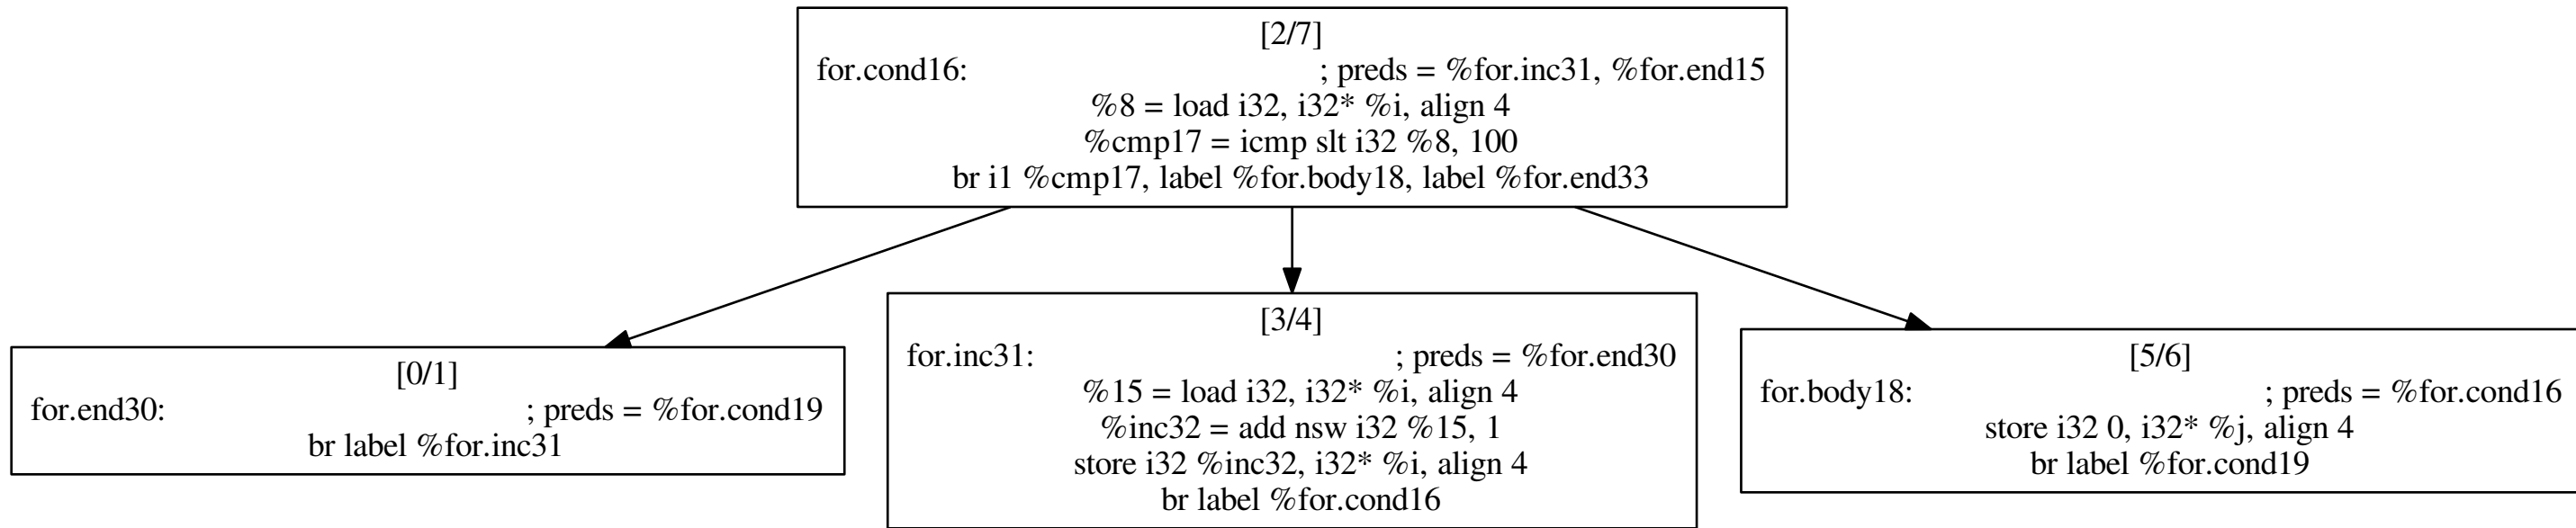 [2/7]
for.cond16: ; preds = %for.inc31, %for.end15
%8 = load i32, i32* %i, align 4
%cmp17 = icmp slt i32 %8, 100
br i1 %cmp17, label %for.body18, label %for.end33
[0/1]
for.end30: ; preds = %for.cond19
br label %for.inc31
[3/4]
for.inc31: ; preds = %for.end30
%15 = load i32, i32* %i, align 4
%inc32 = add nsw i32 %15, 1
store i32 %inc32, i32* %i, align 4
br label %for.cond16
[5/6]
for.body18: ; preds = %for.cond16
store i32 0, i32* %j, align 4
br label %for.cond19